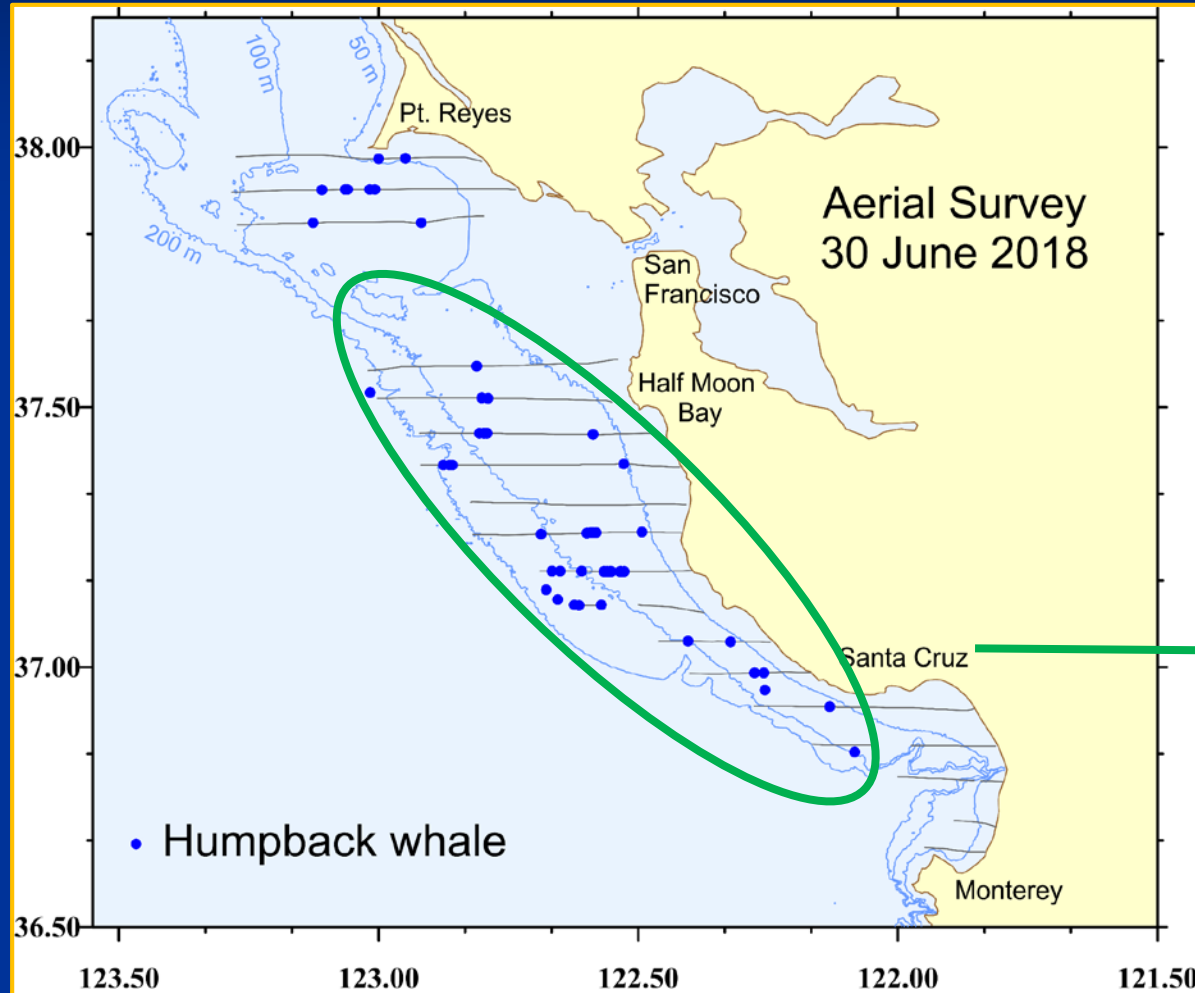 100 m
50 m
Pt. Reyes
38.00
Aerial Survey
30 June 2018
200 m
San
Francisco
Half Moon
Bay
37.50
Santa Cruz
37.00
Humpback whale
Monterey
36.50
123.50 123.00 122.50 122.00 121.50